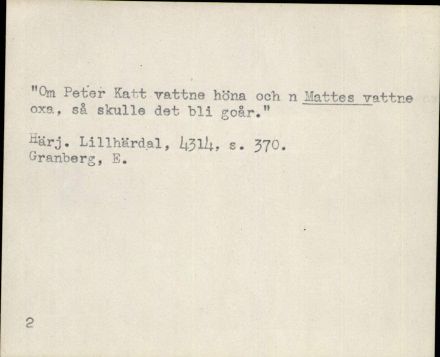 "Om Peter Katt vattne höna och n Mattes vattne
oxa, så skulle det bli goår."
Härj. Lillhärdal, 4314, s. 370.
Granberg, E.
2